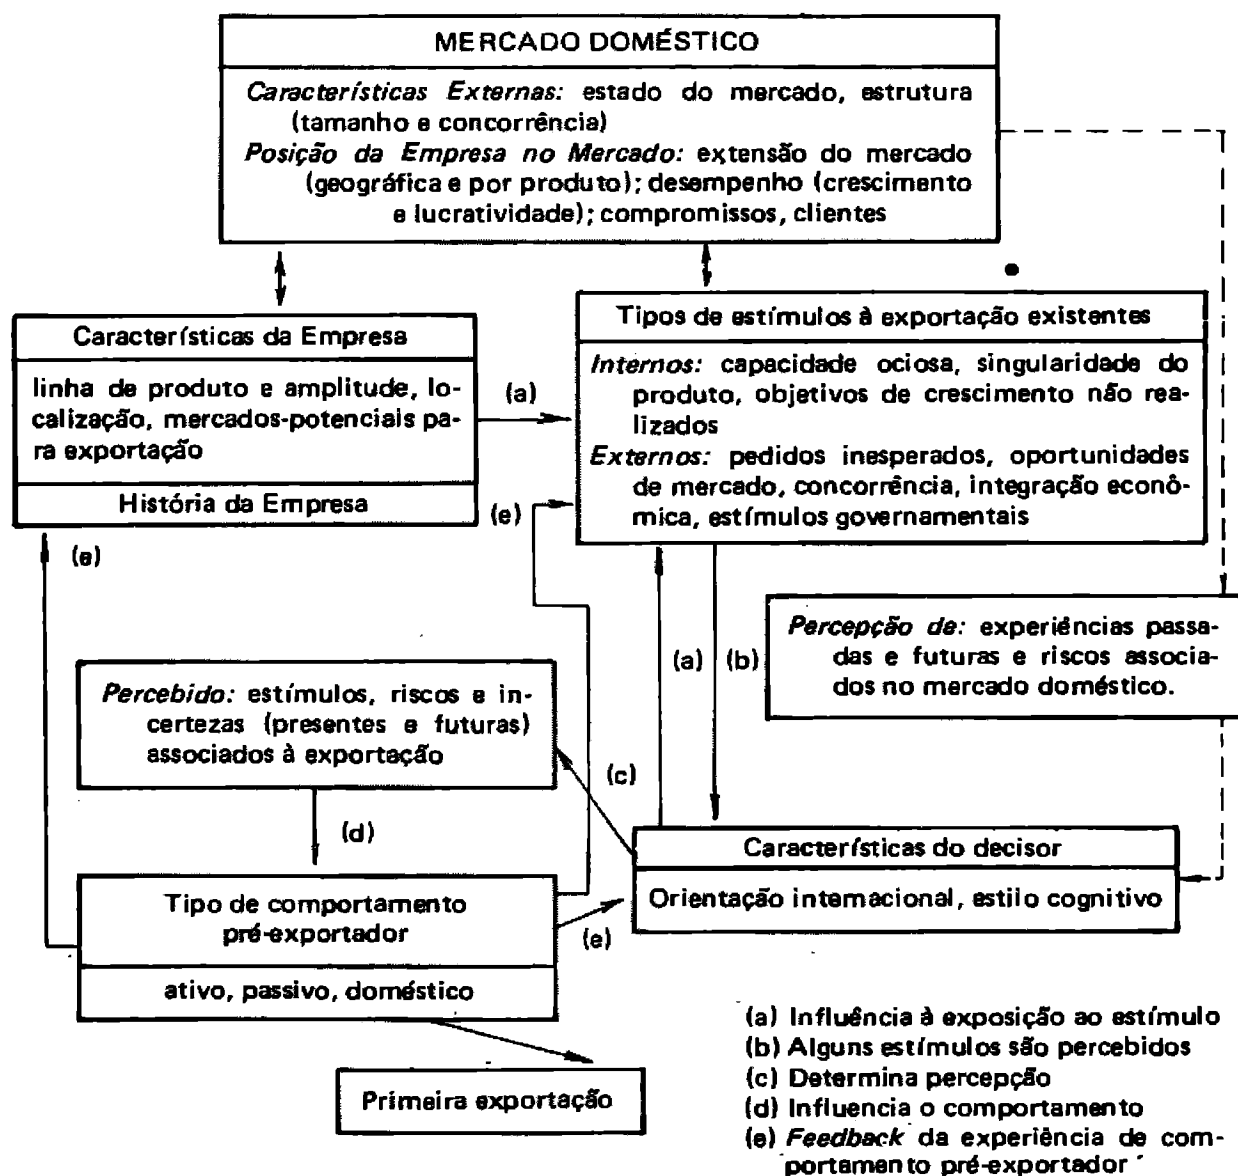 MERCADO DOMÉSTICO
Características Externas: estado do mercado, estrutura
(tamanho e concorrência)
Posição da Empresa no Mercado: extensão do mercado
(geográfica e por produto); desempenho (crescimento
e lucratividade); compromissos, clientes
Características da Empresa
linha de produto e amplitude, lo-
calização, mercados-potenciais pa-
ra exportação
História da Empresa
(a)
Tipos de estímulos à exportação existentes
Internos: capacidade ociosa, singularidade do
produto, objetivos de crescimento não rea-
lizados
Externos: pedidos inesperados, oportunidades
de mercado, concorrência, integração econô-
mica, estímulos governamentais
(e)
(e)
Percepção de: experiências passa-
das e futuras e riscos associa-
dos no mercado doméstico.
(a)
(b)
Percebido: estímulos, riscos e in-
certezas (presentes e futuras)
associados à exportação
(c)
(d)
Características do decisor
Orientação internacional, estilo cognitivo
Tipo de comportamento
pré-exportador
ativo, passivo, doméstico
(e)
Primeira exportação
(a) Influência à exposição ao estímulo
(b) Alguns estímulos são percebidos
(c) Determina percepção
(d) Influencia o comportamento
(e) Feedback da experiência de com-
portamento pré-exportador